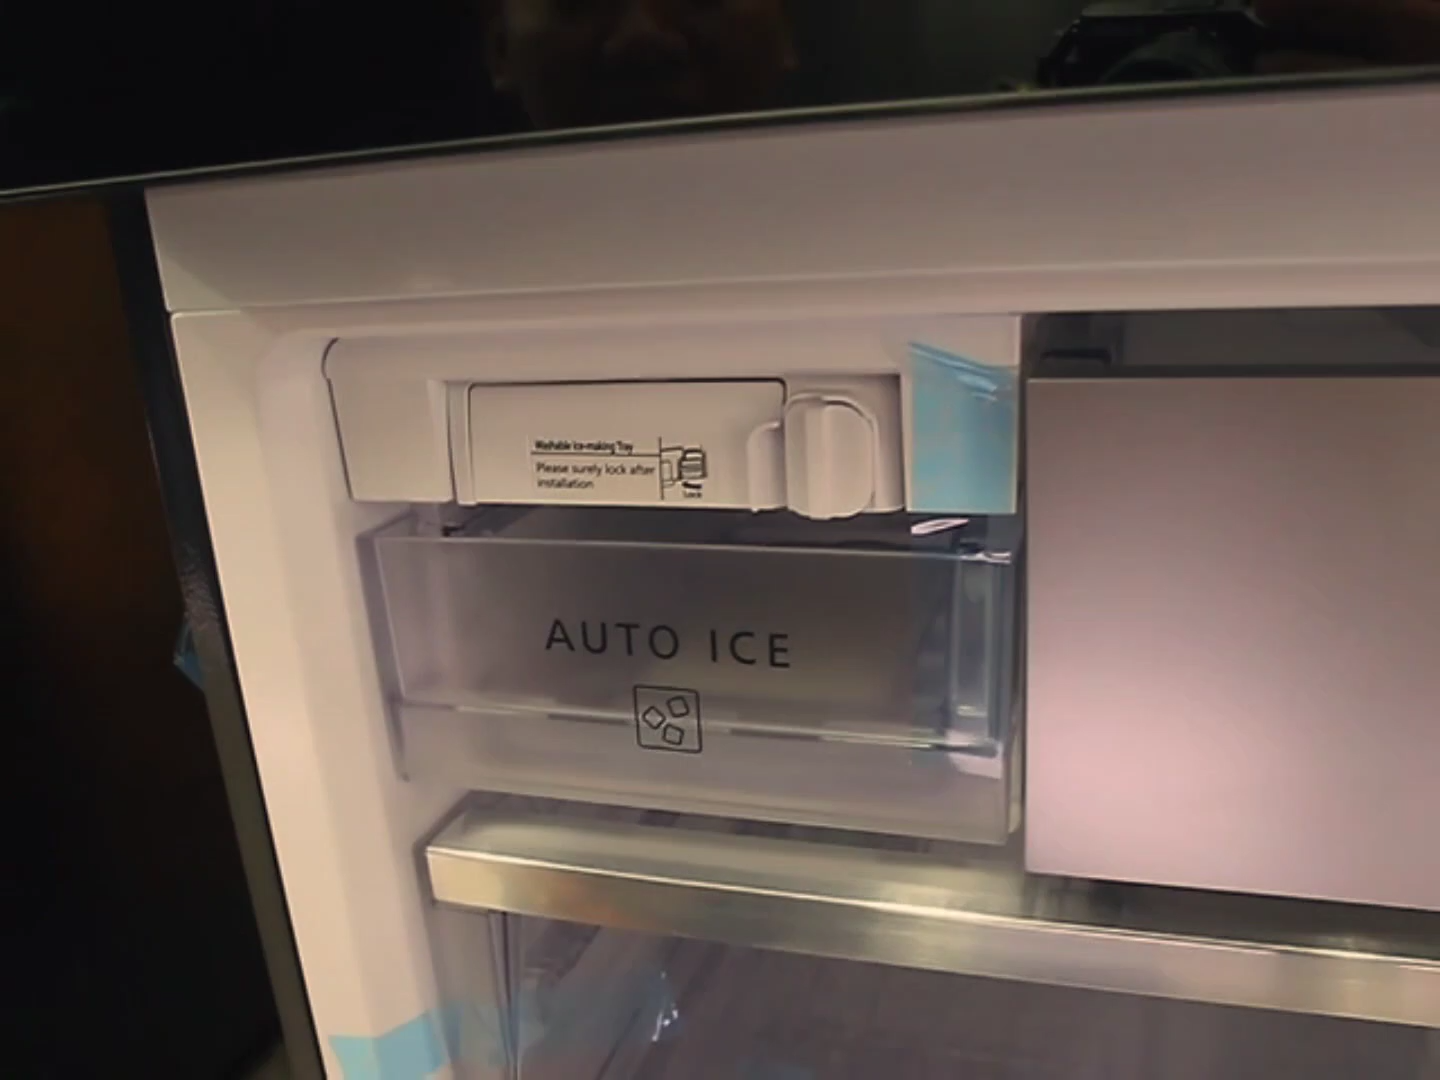 Washable Ice-making Tray
Please surely lock after
installation
Lock
AUTO ICE